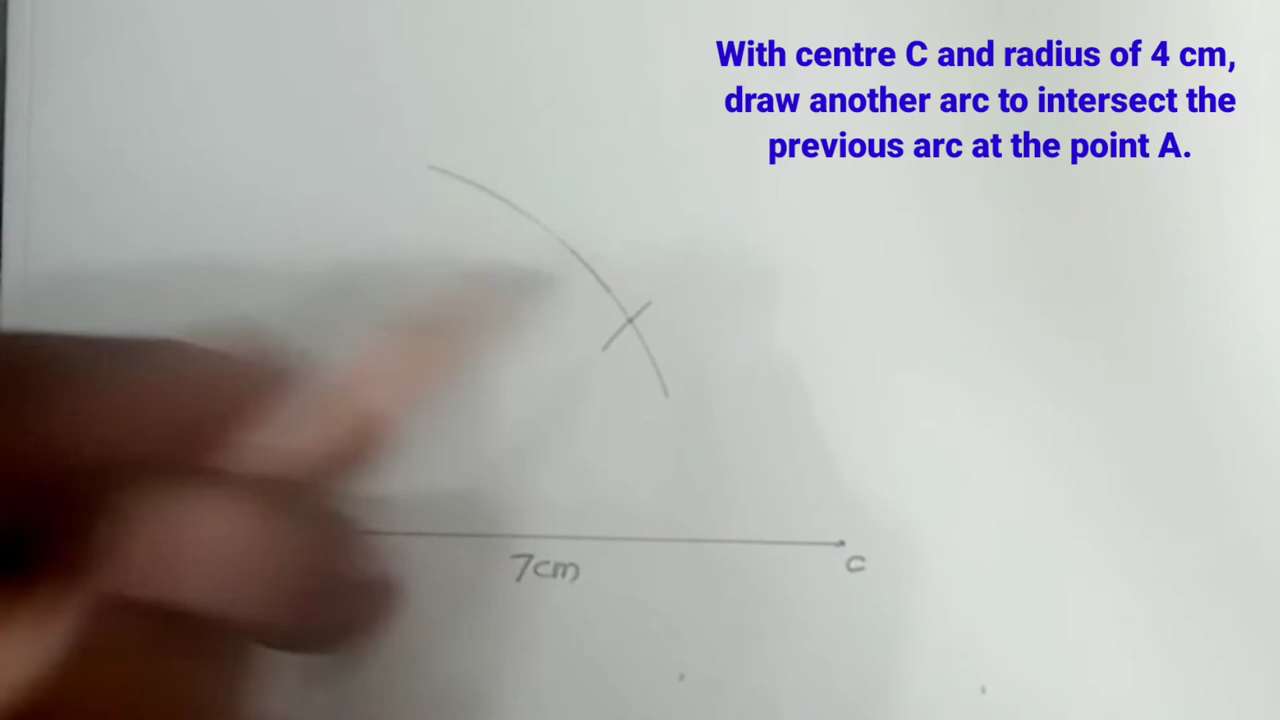 With centre C and radius of 4 cm,
draw another arc to intersect the
previous arc at the point A.
7cm
C